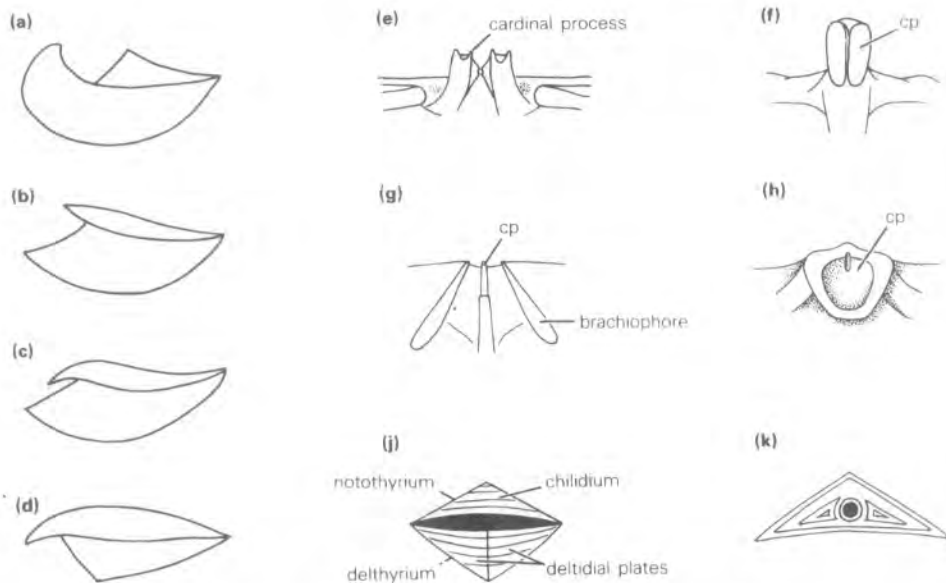 (a)
(e)
cardinal process
(f)
cp
(b)
(g)
cp
brachiophore
(h)
cp
(c)
(j)
notothyrium
chilidium
delthyrium
deltidial plates
(k)
(d)